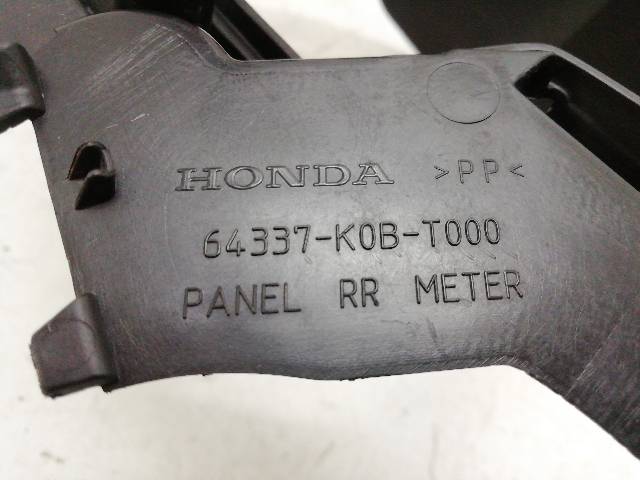 HONDA >PP<
64337-K0B-T000
PANEL RR METER